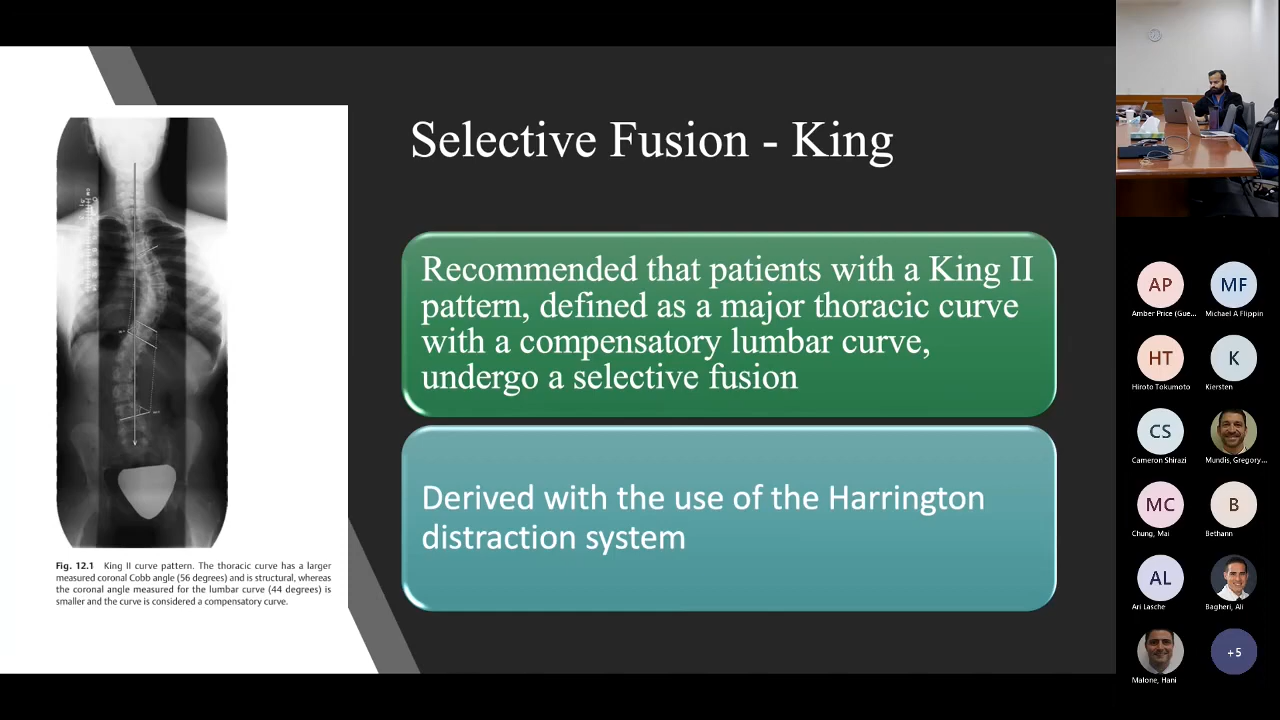 Selective Fusion - King
Recommended that patients with a King II
pattern, defined as a major thoracic curve
with a compensatory lumbar curve,
undergo a selective fusion
Derived with the use of the Harrington
distraction system
Fig. 12.1 King II curve pattern. The thoracic curve has a larger
measured coronal Cobb angle (56 degrees) and is structural, whereas
the coronal angle measured for the lumbar curve (44 degrees) is
smaller and the curve is considered a compensatory curve.
AP
MF
Amber Price (Gue...
Michael A Flippin
HT
K
Hiroto Tokumoto
Kiersten
CS
Cameron Shirazi
Mundis, Gregory...
MC
B
Chung, Mai
Bethann
AL
Ari Lasche
Bagheri, Ali
+5
Malone, Hani